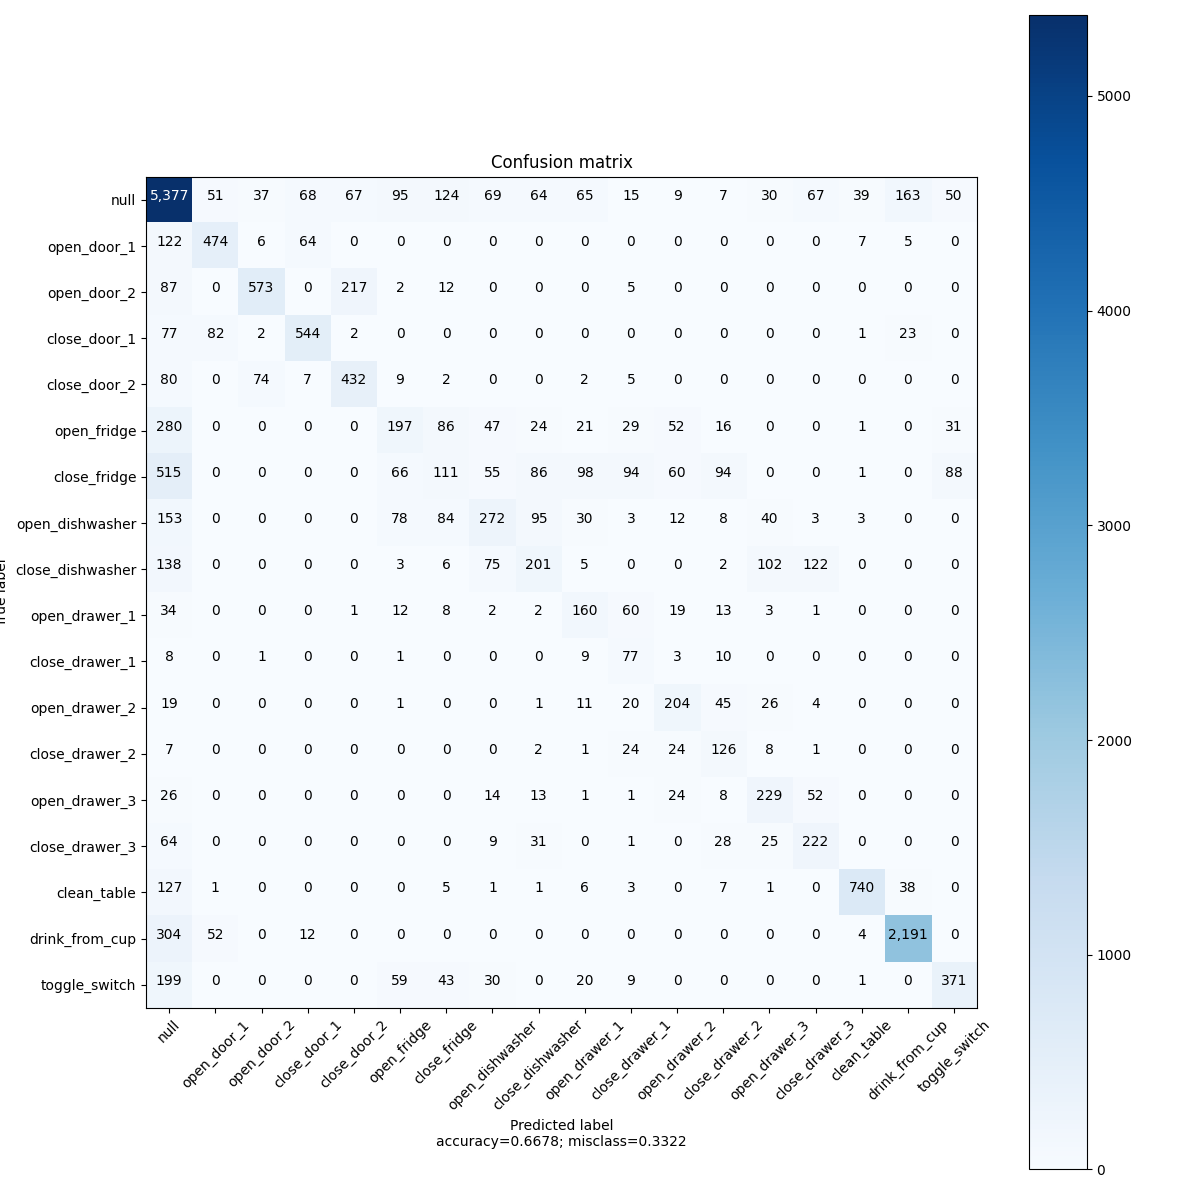 Confusion matrix
null 5,377 51 37 68 67 95 124 69 64 65 15 9 7 30 67 39 163 50
open_door_1 122 474 6 64 0 0 0 0 0 0 0 0 0 0 0 7 5 0
open_door_2 87 0 573 0 217 2 12 0 0 0 5 0 0 0 0 0 0 0
close_door_1 77 82 2 544 2 0 0 0 0 0 0 0 0 0 0 1 23 0
close_door_2 80 0 74 7 432 9 2 0 0 2 5 0 0 0 0 0 0 0
open_fridge 280 0 0 0 0 197 86 47 24 21 29 52 16 0 0 1 0 31
close_fridge 515 0 0 0 0 66 111 55 86 98 94 60 94 0 0 1 0 88
open_dishwasher 153 0 0 0 0 78 84 272 95 30 3 12 8 40 3 3 0 0
close_dishwasher 138 0 0 0 0 3 6 75 201 5 0 0 2 102 122 0 0 0
open_drawer_1 34 0 0 0 1 12 8 2 2 160 60 19 13 3 1 0 0 0
close_drawer_1 8 0 1 0 1 0 0 0 9 77 3 10 0 0 0 0 0
open_drawer_2 19 0 0 0 0 1 0 0 1 11 20 204 45 26 4 0 0 0
close_drawer_2 7 0 0 0 0 0 0 0 2 1 24 24 126 8 1 0 0 0
open_drawer_3 26 0 0 0 0 0 0 14 13 1 1 24 8 229 52 0 0 0
close_drawer_3 64 0 0 0 0 0 0 9 31 0 1 0 28 25 222 0 0 0
clean_table 127 1 0 0 0 0 5 1 1 6 3 0 7 1 0 740 38 0
drink_from_cup 304 52 0 12 0 0 0 0 0 0 0 0 0 0 0 4 2,191 0
toggle_switch 199 0 0 0 0 59 43 30 0 20 9 0 0 0 0 1 0 371
null open_door_1 open_door_2 close_door_1 close_door_2 open_fridge close_fridge open_dishwasher close_dishwasher open_drawer_1 close_drawer_1 open_drawer_2 close_drawer_2 open_drawer_3 close_drawer_3 clean_table drink_from_cup toggle_switch
Predicted label
accuracy=0.6678; misclass=0.3322
label
5000
4000
3000
2000
1000
0